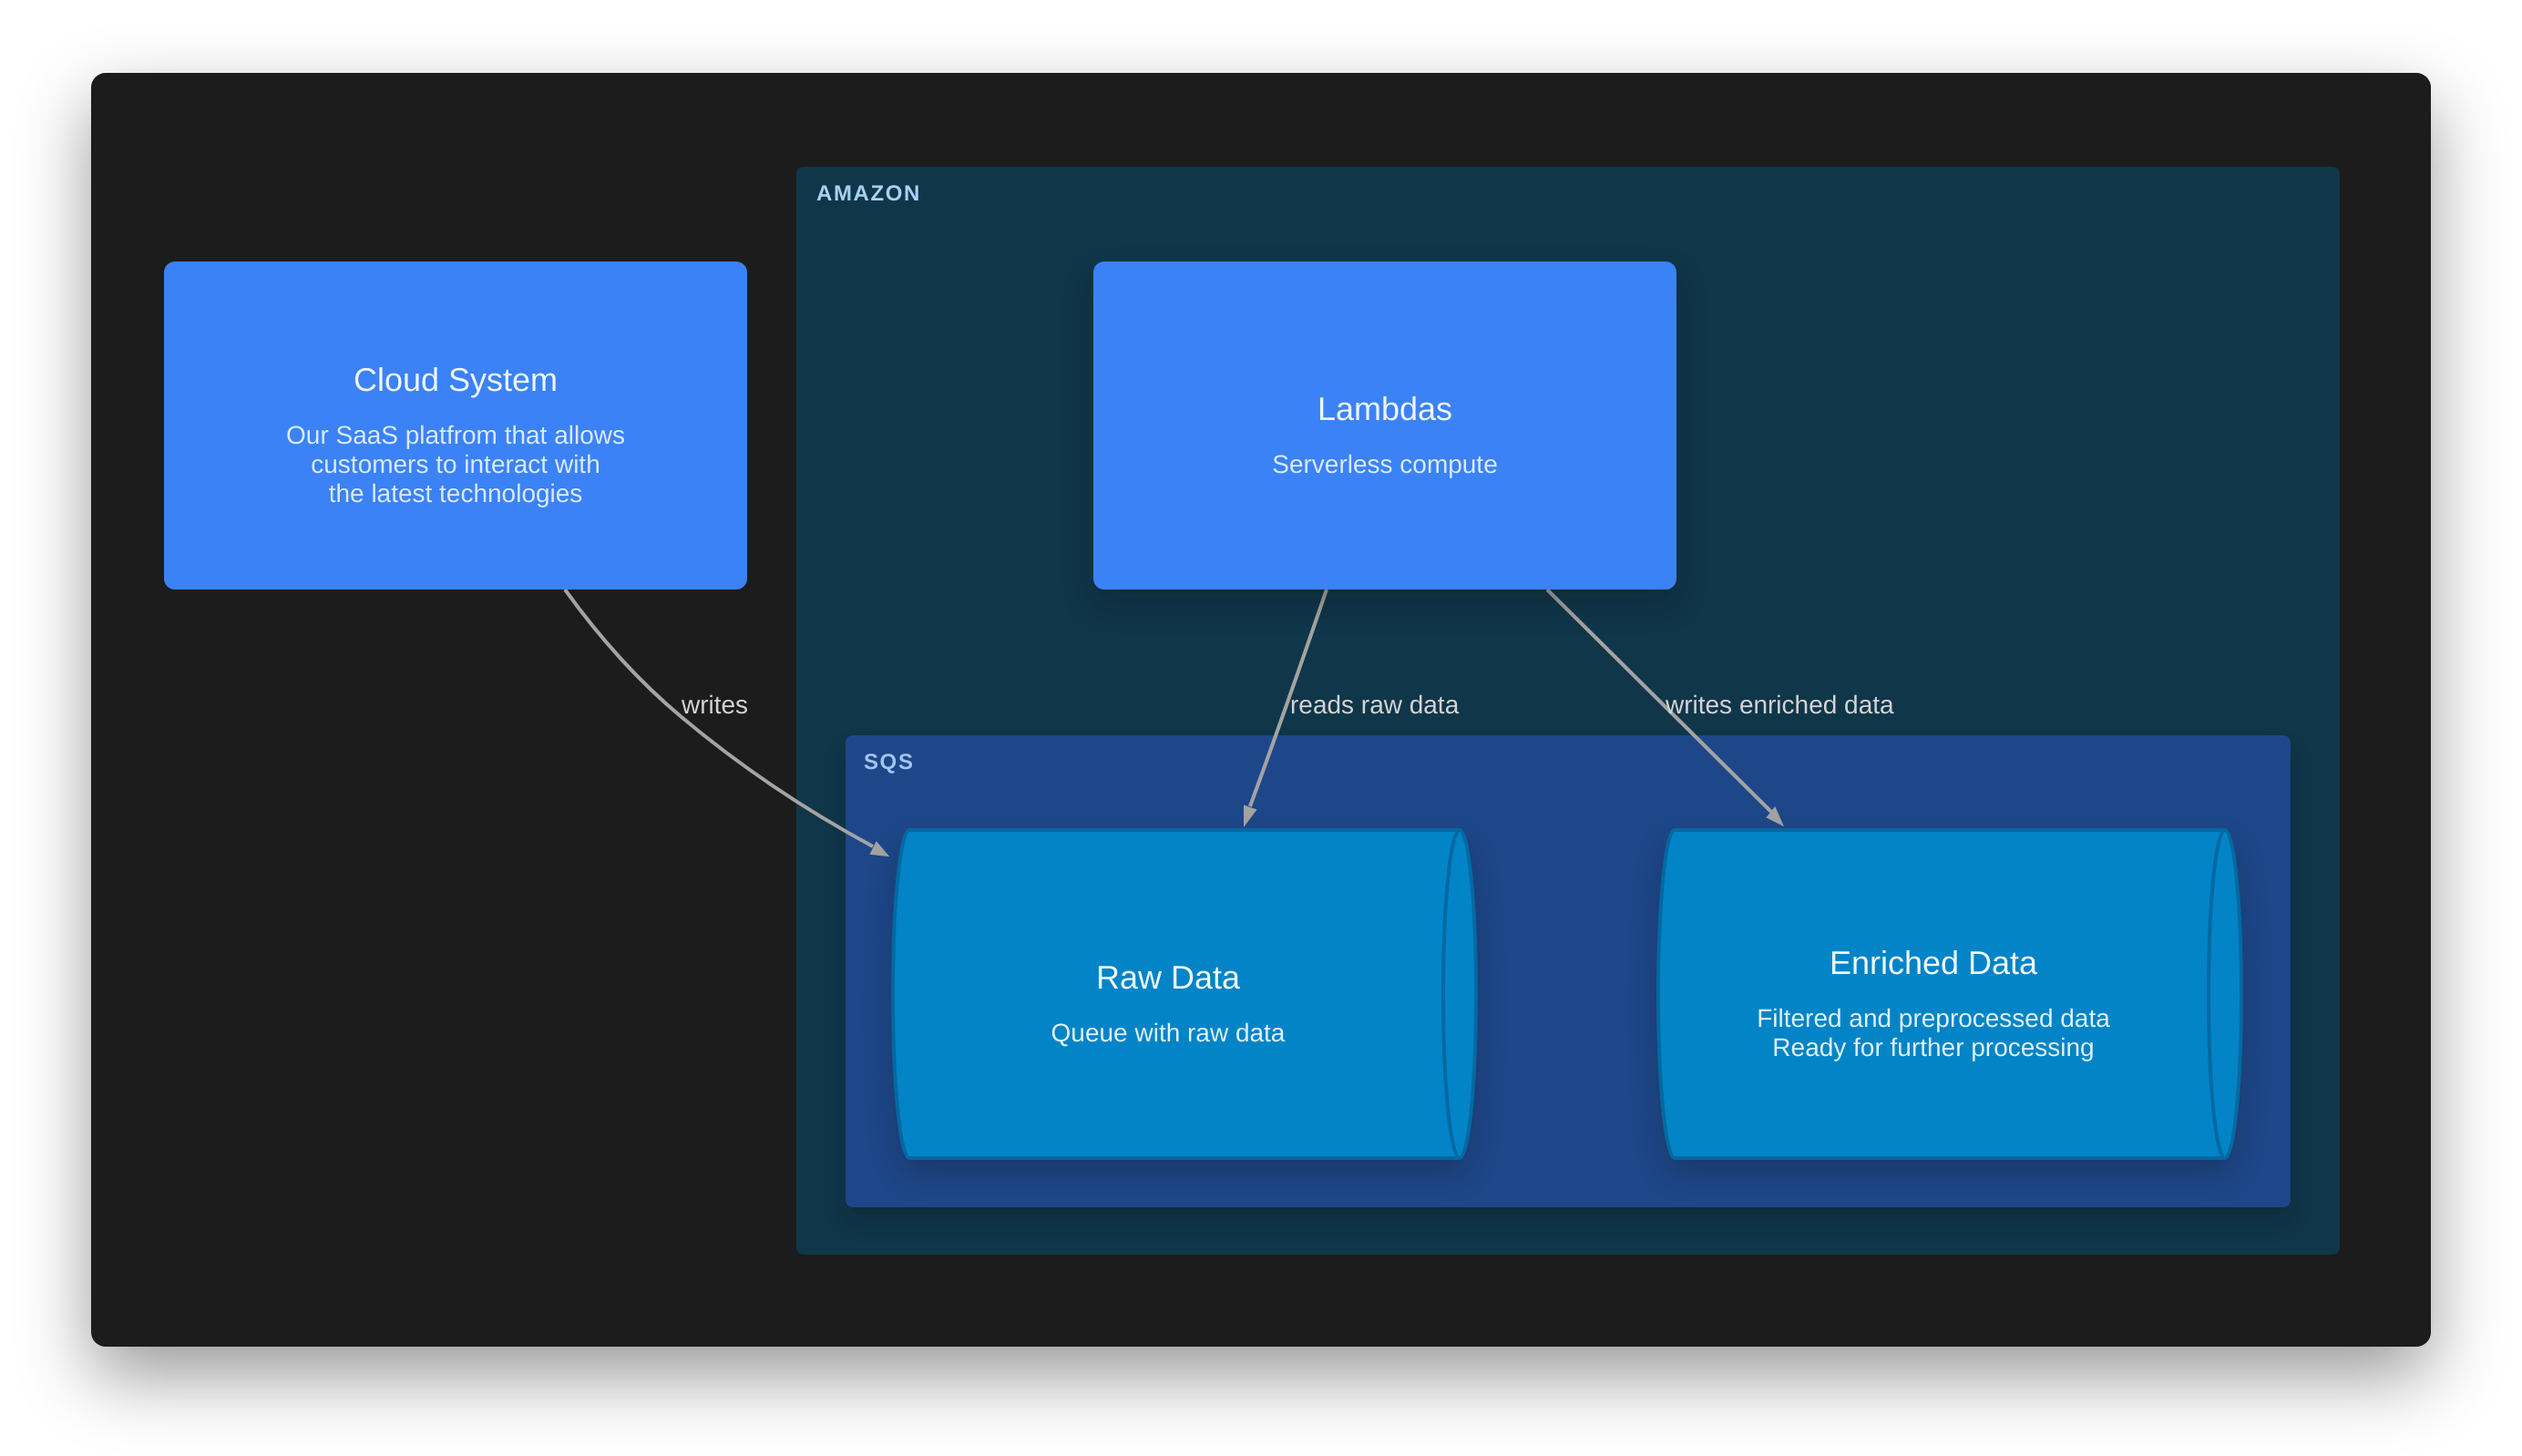 AMAZON
Cloud System
Our SaaS platfrom that allows
customers to interact with
the latest technologies
Lambdas
Serverless compute
writes
reads raw data
writes enriched data
SQS
Raw Data
Queue with raw data
Enriched Data
Filtered and preprocessed data
Ready for further processing